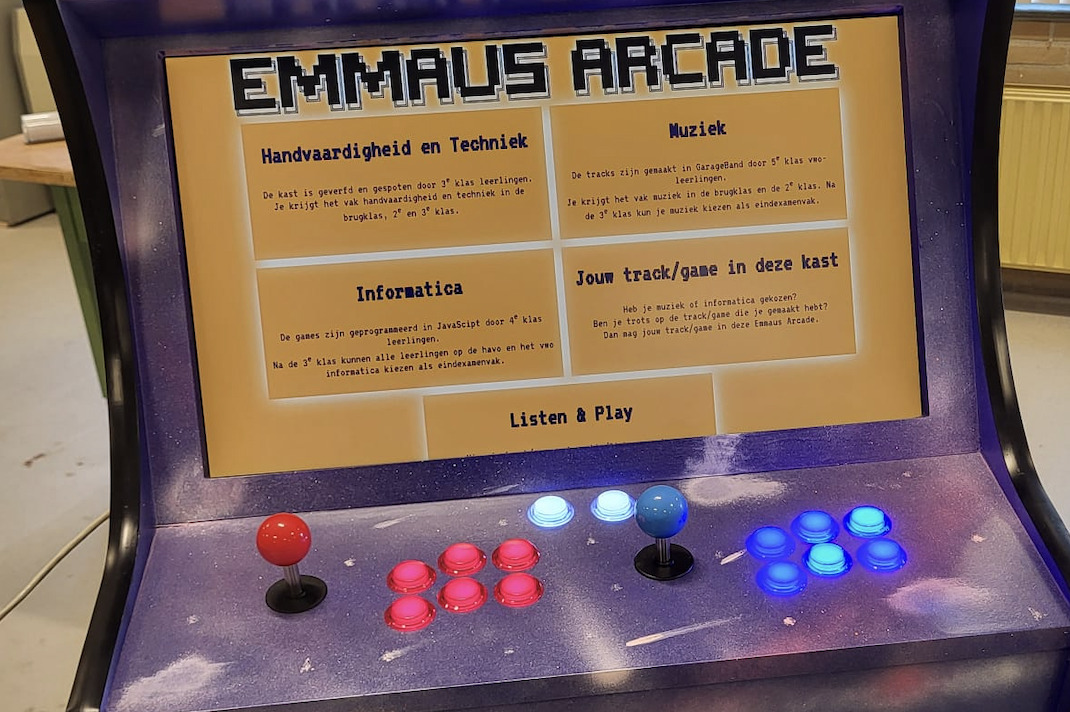 EMMAUS ARCADE
Handvaardigheid en Techniek
De kast is geverfd en gespoten door 3e klas leerlingen.
Je krijgt het vak handvaardigheid en techniek in de
brugklas, 2e en 3e klas.
Muziek
De tracks zijn gemaakt in GarageBand door 5e klas vwo-
leerlingen.
Je krijgt het vak muziek in de brugklas en de 2e klas. Na
de 3e klas kun je muziek kiezen als eindexamenvak.
Informatica
De games zijn geprogrammeerd in JavaScipt door 4e klas
leerlingen.
Na de 3e klas kunnen alle leerlingen op de havo en het vwo
informatica kiezen als eindexamenvak.
Jouw track/game in deze kast
Heb je muziek of informatica gekozen?
Ben je trots op de track/game die je gemaakt hebt?
Dan mag jouw track/game in deze Emmaus Arcade.
Listen & Play